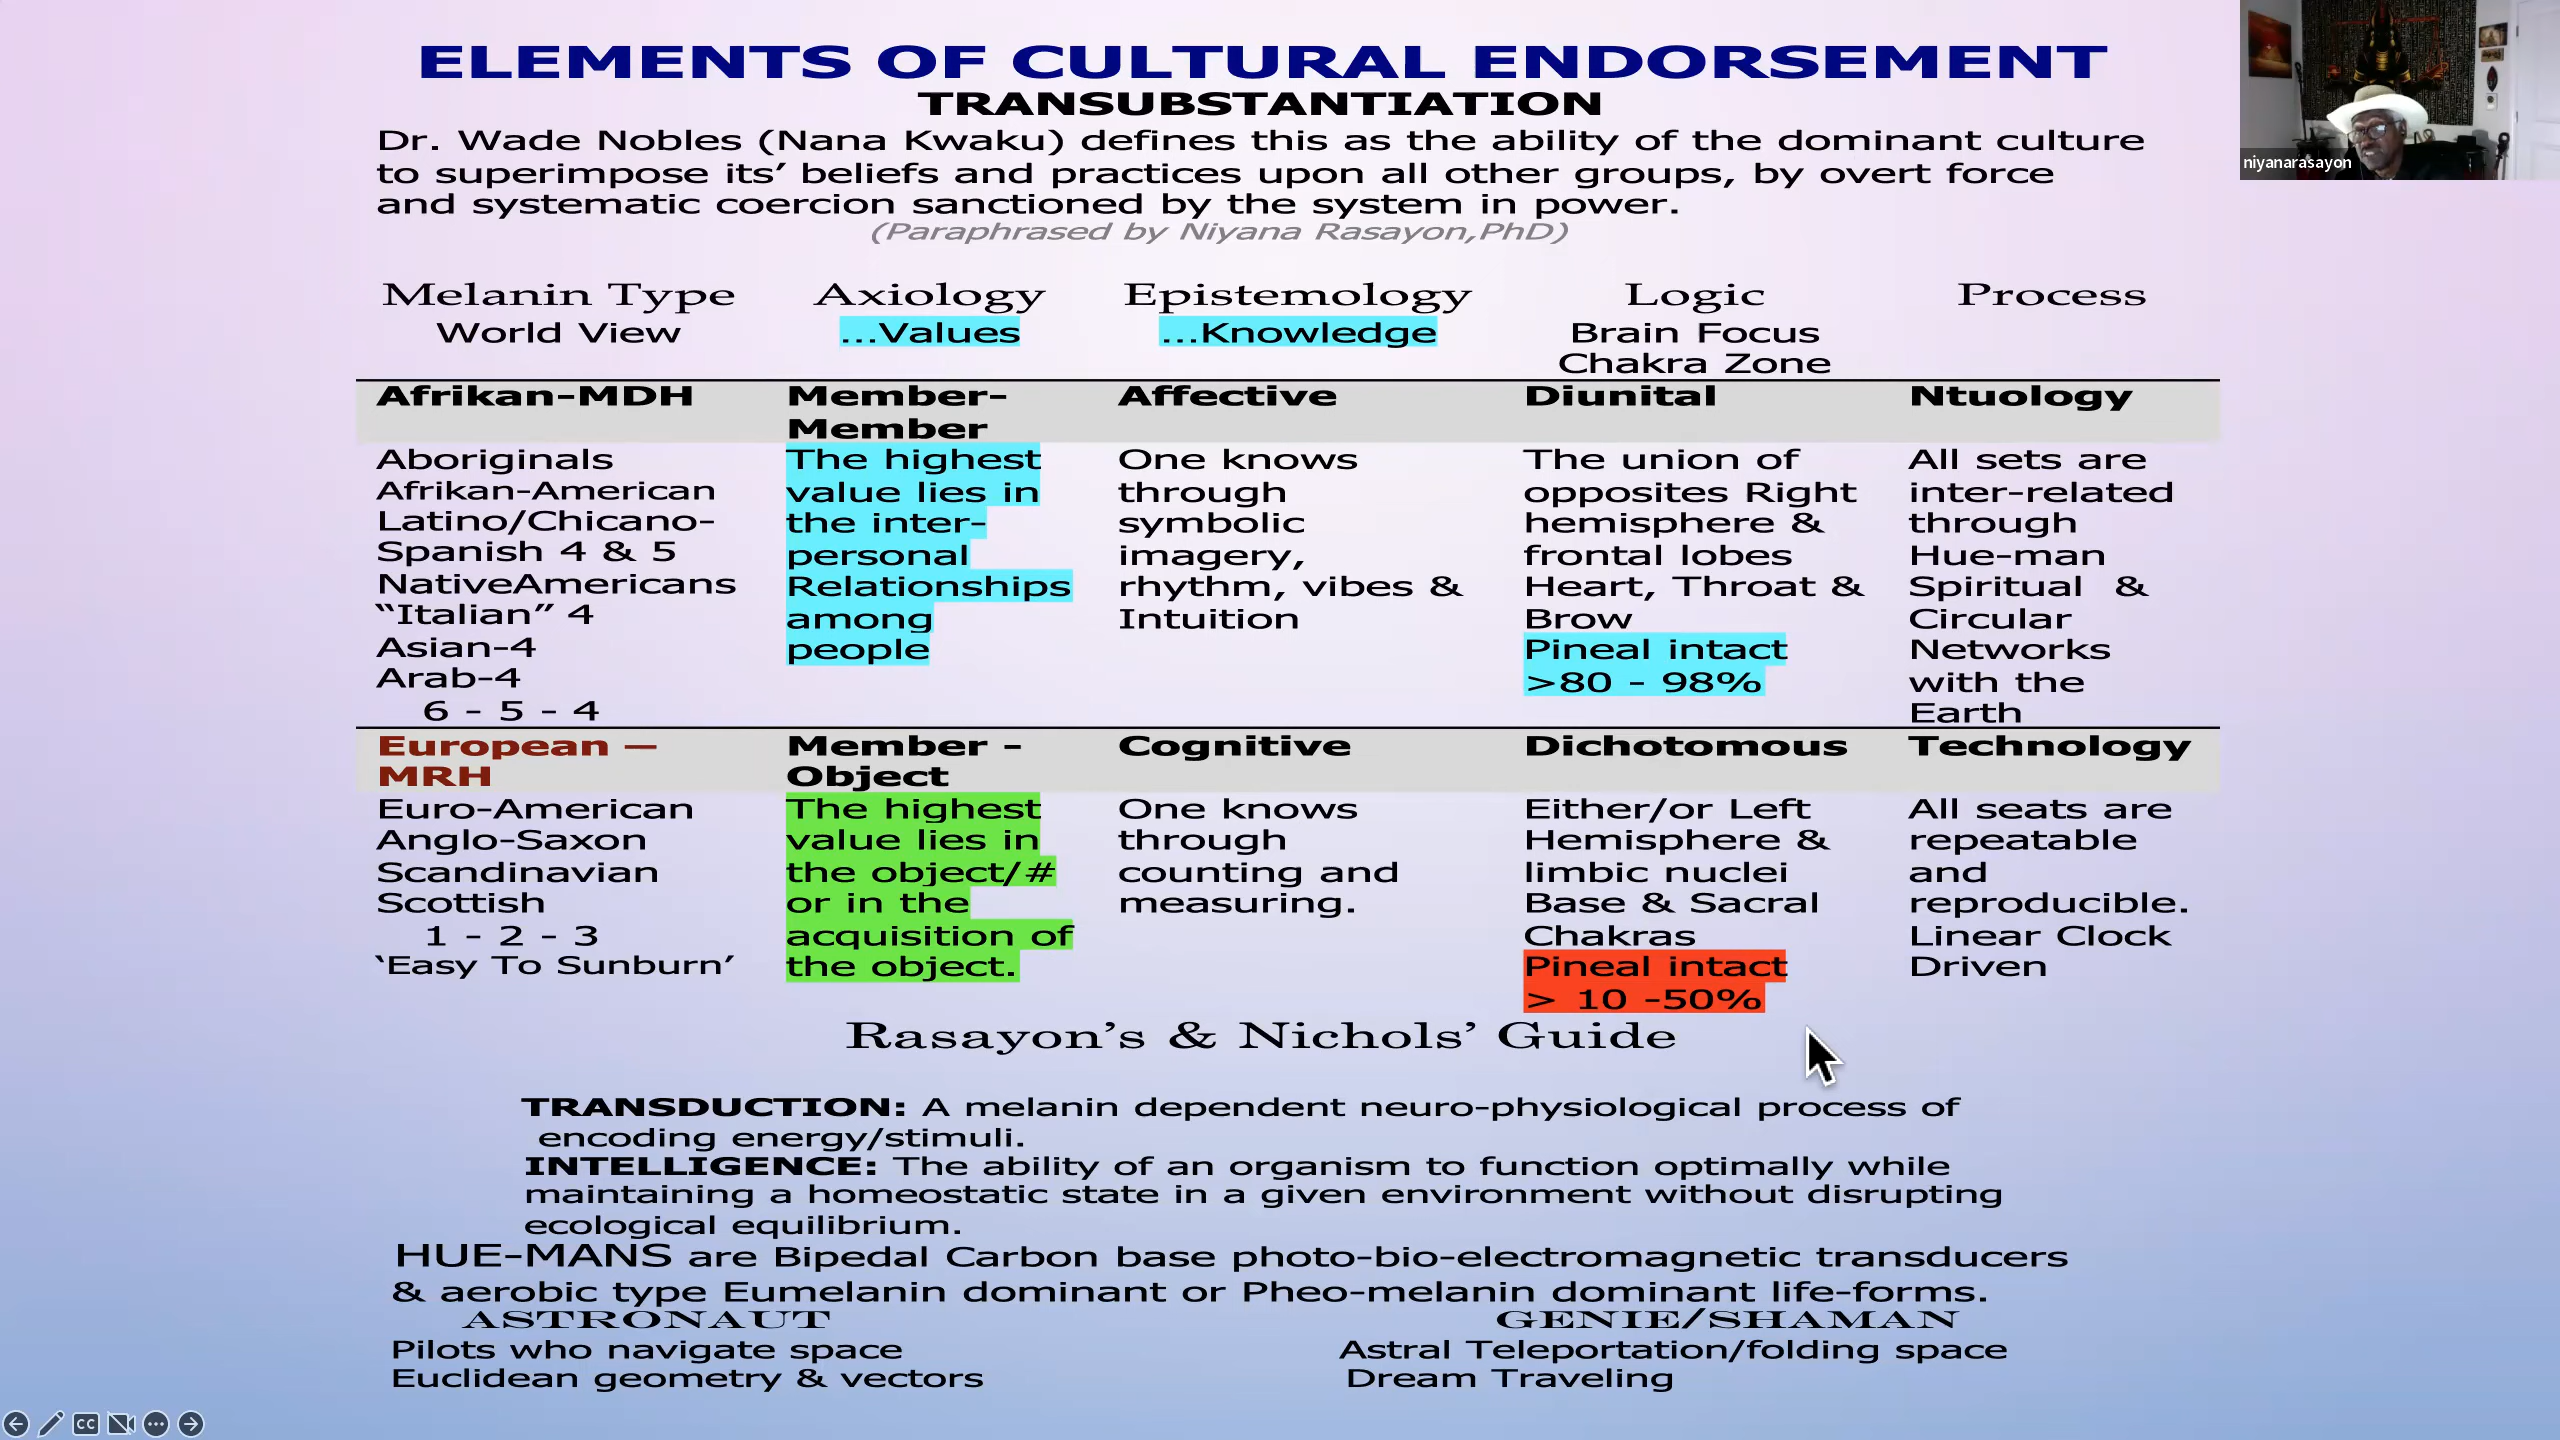 ELEMENTS OF CULTURAL ENDORSEMENT
TRANSUBSTANTIATION
Dr. Wade Nobles (Nana Kwaku) defines this as the ability of the dominant culture
to superimpose its’ beliefs and practices upon all other groups, by overt force
and systematic coercion sanctioned by the system in power.
(Paraphrased by Niyana Rasayon,PhD)
niyanarasayon
Melanin Type
World View
Axiology
...Values
Epistemology
...Knowledge
Logic
Brain Focus
Chakra Zone
Process
Afrikan-MDH
Member-
Member
Affective
Diunital
Ntuology
Aboriginals
Afrikan-American
Latino/Chicano-
Spanish 4 & 5
NativeAmericans
“Italian” 4
Asian-4
Arab-4
6 - 5 - 4
The highest
value lies in
the inter-
personal
Relationships
among
people
One knows
through
symbolic
imagery,
rhythm, vibes &
Intuition
The union of
opposites Right
hemisphere &
frontal lobes
Heart, Throat &
Brow
Pineal intact
>80 - 98%
All sets are
inter-related
through
Hue-man
Spiritual &
Circular
Networks
with the
Earth
European —
MRH
Member -
Object
Cognitive
Dichotomous
Technology
Euro-American
Anglo-Saxon
Scandinavian
Scottish
1 - 2 - 3
‘Easy To Sunburn’
The highest
value lies in
the object/#
or in the
acquisition of
the object.
One knows
through
counting and
measuring.
Either/or Left
Hemisphere &
limbic nuclei
Base & Sacral
Chakras
Pineal intact
> 10 -50%
All seats are
repeatable
and
reproducible.
Linear Clock
Driven
Rasayon’s & Nichols’ Guide
TRANSDUCTION: A melanin dependent neuro-physiological process of
encoding energy/stimuli.
INTELLIGENCE: The ability of an organism to function optimally while
maintaining a homeostatic state in a given environment without disrupting
ecological equilibrium.
HUE-MANS are Bipedal Carbon base photo-bio-electromagnetic transducers
& aerobic type Eumelanin dominant or Pheo-melanin dominant life-forms.
ASTRONAUT
Pilots who navigate space
Euclidean geometry & vectors
GENIE/SHAMAN
Astral Teleportation/folding space
Dream Traveling
CC